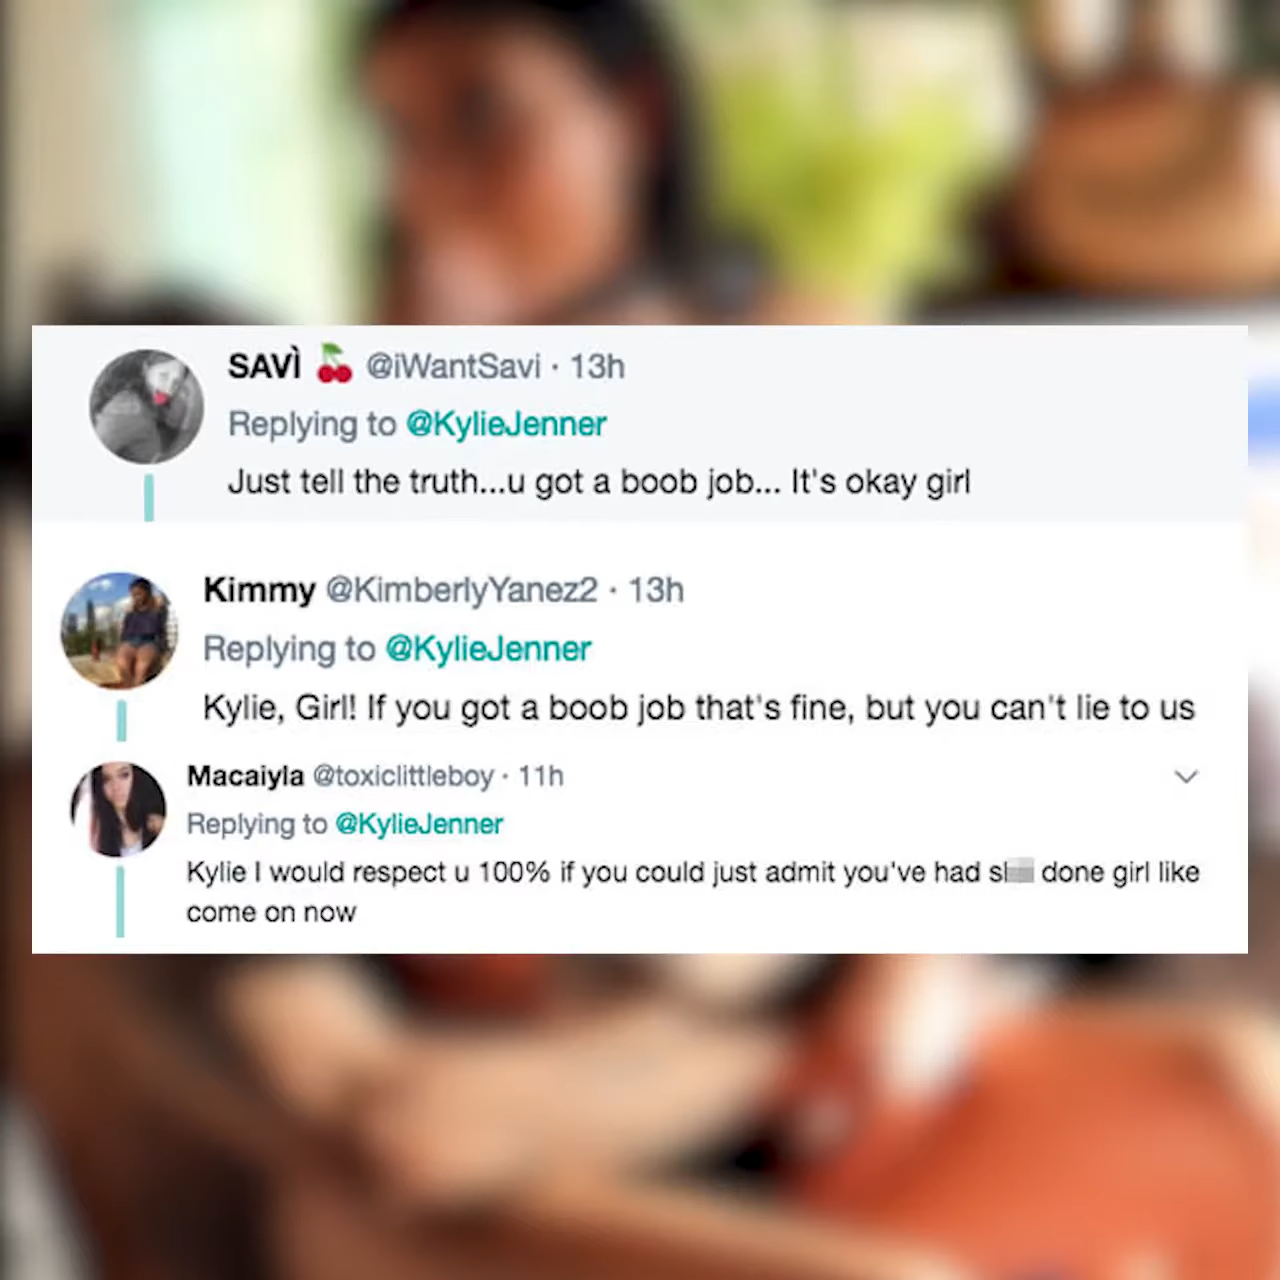 SAVÌ 🍒 @iWantSavi · 13h
Replying to @KylieJenner
Just tell the truth...u got a boob job... It's okay girl
Kimmy @KimberlyYanez2 · 13h
Replying to @KylieJenner
Kylie, Girl! If you got a boob job that's fine, but you can't lie to us
Macaiyla @toxiclittleboy · 11h
Replying to @KylieJenner
Kylie I would respect u 100% if you could just admit you've had done girl like
come on now